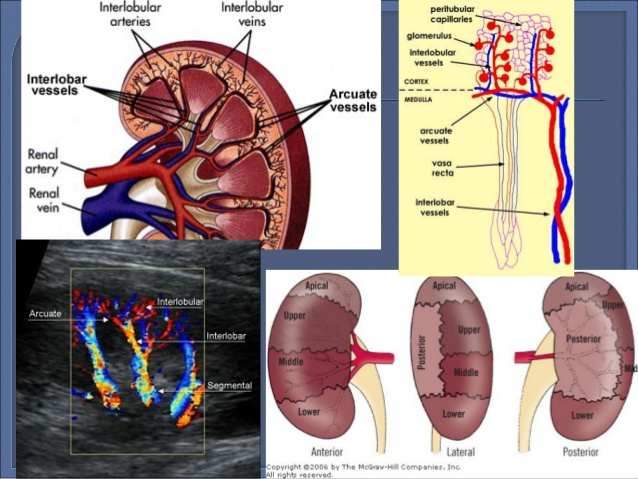 Interlobular
arteries
Interlobular
veins
Interlobar
vessels
Arcuate
vessels
Renal
artery
Renal
vein
peritubular
capillaries
glomerulus
interlobular
vessels
CORTEX
MEDULLA
arcuate
vessels
vasa
recta
interlobar
vessels
Interlobular
Arcuate
Interlobar
Segmental
Apical
Upper
Middle
Lower
Anterior
Apical
Posterior
Upper
Middle
Lower
Lateral
Apical
Upper
Posterior
Mid
Lower
Posterior
Copyright ©2006 by The McGraw-Hill Companies, Inc.
All rights reserved.